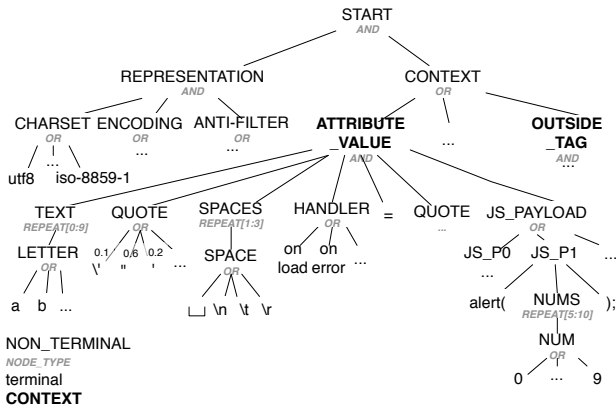 START
AND
REPRESENTATION CONTEXT
AND OR
CHARSET ENCODING ANTI-FILTER ATTRIBUTE _VALUE ... OUTSIDE _TAG
OR OR OR AND AND
... ... ... ...
utf8 iso-8859-1
TEXT QUOTE SPACES HANDLER = QUOTE JS_PAYLOAD
REPEAT[0:9] OR REPEAT[1:3] OR ... OR
LETTER 0.1 0,6 0.2 SPACE on on JS_P0 JS_P1 ...
OR \' " ' ... OR load error ... ...
a b ... ⎵ \n \t \r alert( NUMS );
REPEAT[5:10]
NUM
OR
0 ... 9
NON_TERMINAL
NODE_TYPE
terminal
CONTEXT